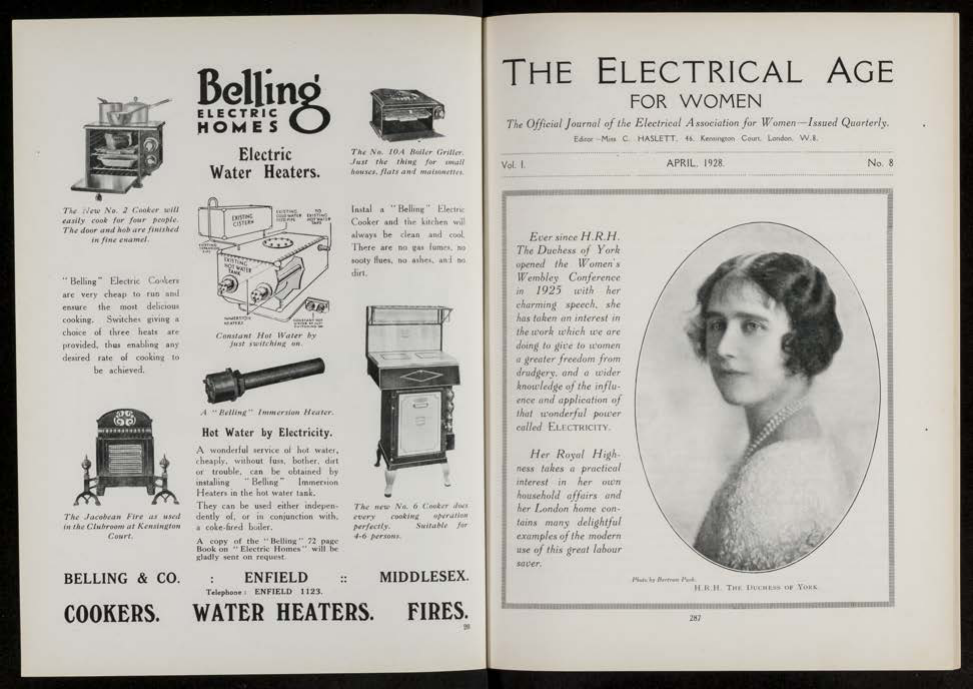 Belling
ELECTRIC
HOMES
Electric
Water Heaters.
The New No. 2 Cooker will
easily cook for four people.
The door and hob are finished
in fine enamel.
"Belling" Electric Cookers
are very cheap to run and
ensure the most delicious
cooking. Switches giving a
choice of three heats are
provided, thus enabling any
desired rate of cooking to
be achieved.
The Jacobean Fire as used
in the Clubroom at Kensington
Court.
EXISTING
CISTERN
EXISTING
COLD WATER
TO
EXISTING
HOT WATER
EXISTING
HOT WATER
TANK
IMMERSION
HEATERS
Constant Hot Water by
just switching on.
A "Belling" Immersion Heater.
Hot Water by Electricity.
A wonderful service of hot water,
cheaply, without fuss, bother, dirt
or trouble, can be obtained by
installing "Belling" Immersion
Heaters in the hot water tank.
They can be used either indepen-
dently of, or in conjunction with,
a coke-fired boiler.
A copy of the "Belling" 72 page
Book on "Electric Homes" will be
gladly sent on request.
The No. 10A Boiler Griller.
Just the thing for small
houses, flats and maisonettes.
Instal a "Belling" Electric
Cooker and the kitchen will
always be clean and cool.
There are no gas fumes, no
sooty flues, no ashes, and no
dirt.
The new No. 6 Cooker does
every cooking operation
perfectly. Suitable for
4-6 persons.
BELLING & CO. : ENFIELD :: MIDDLESEX.
Telephone: ENFIELD 1123.
COOKERS. WATER HEATERS. FIRES.
THE ELECTRICAL AGE
FOR WOMEN
The Official Journal of the Electrical Association for Women—Issued Quarterly.
Editor—Miss C. HASLETT, 46, Kensington Court, London, W.8.
Vol. I. APRIL, 1928. No. 8
Ever since H.R.H.
The Duchess of York
opened the Women's
Wembley Conference
in 1925 with her
charming speech, she
has taken an interest in
the work which we are
doing to give to women
a greater freedom from
drudgery, and a wider
knowledge of the influ-
ence and application of
that wonderful power
called ELECTRICITY.
Her Royal High-
ness takes a practical
interest in her own
household affairs and
her London home con-
tains many delightful
examples of the modern
use of this great labour
saver.
Photo by Bertram Park.
H.R.H. THE DUCHESS OF YORK
287